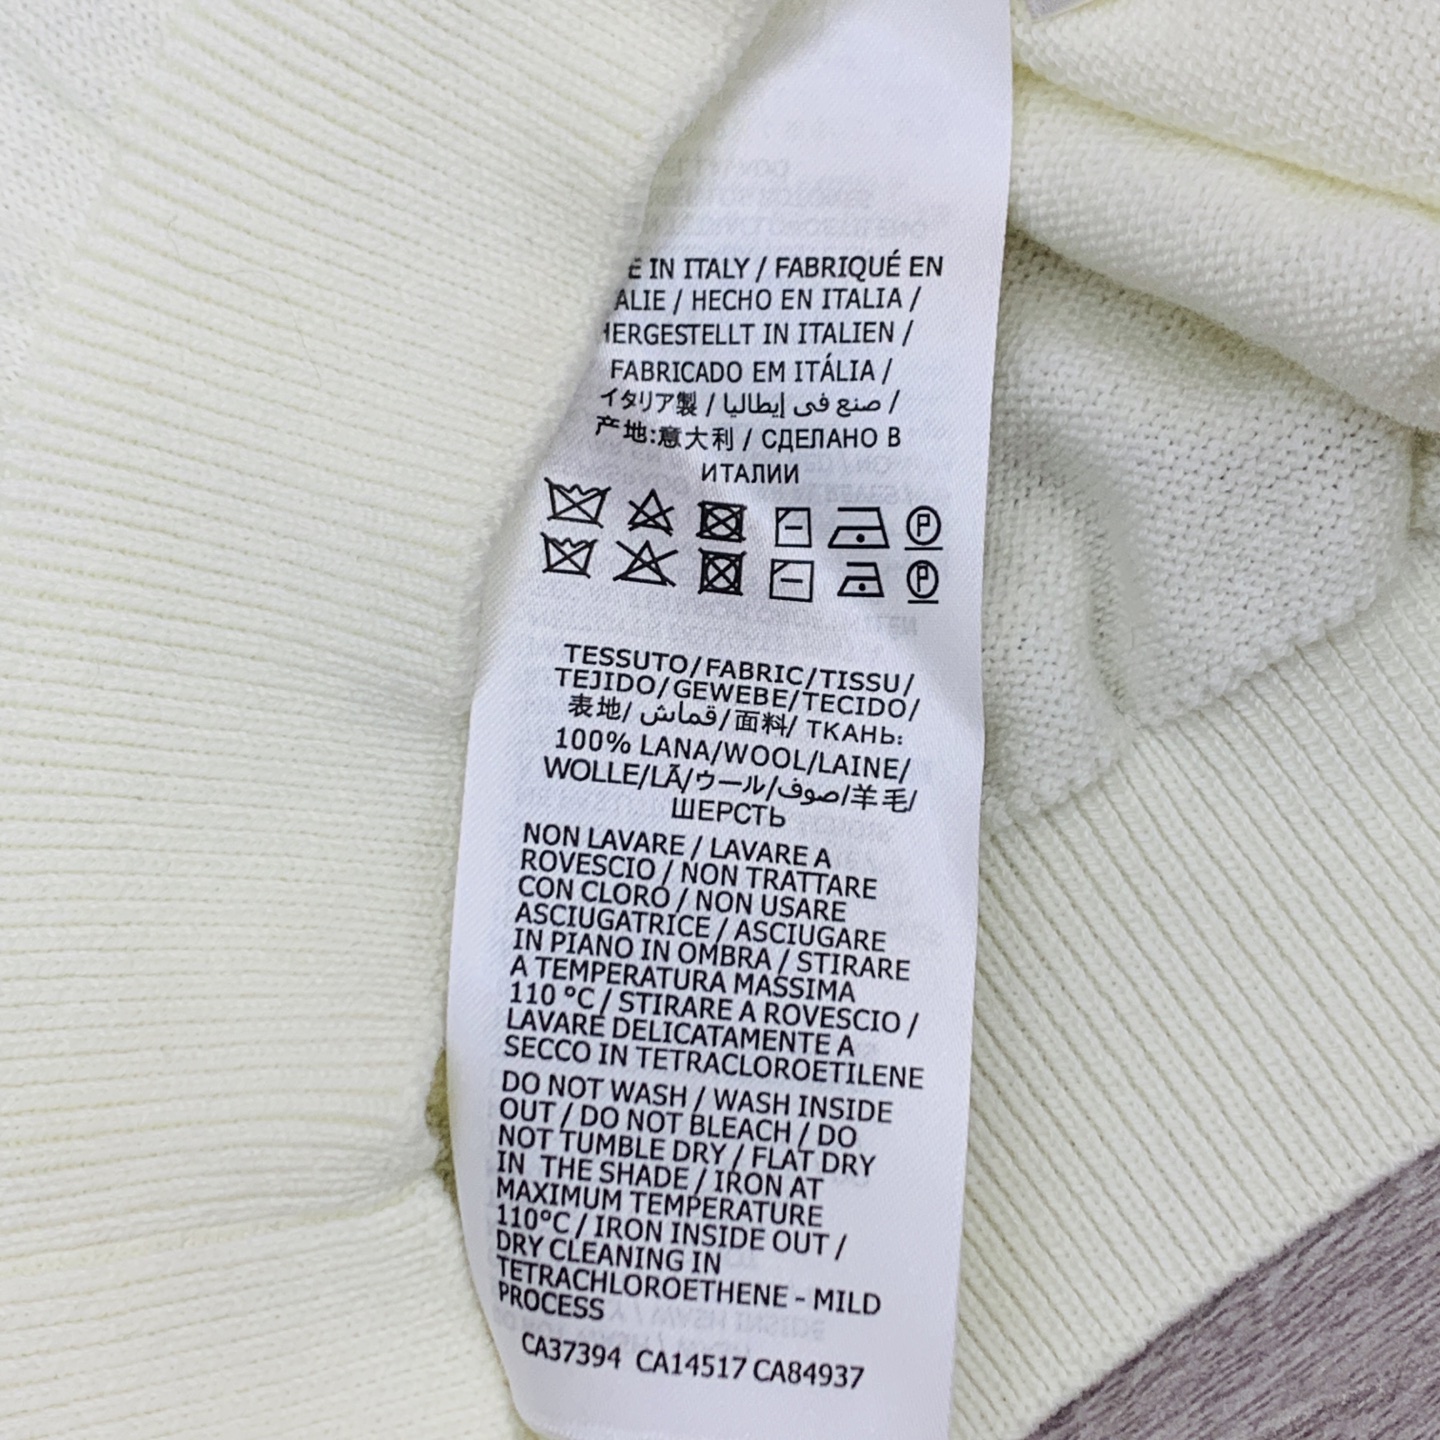 E IN ITALY / FABRIQUÉ EN
ALIE / HECHO EN ITALIA /
HERGESTELLT IN ITALIEN /
FABRICADO EM ITÁLIA /
イタリア製 / صنع في إيطاليا /
产地:意大利 / СДЕЛАНО В
ИТАЛИИ
P
P
TESSUTO/FABRIC/TISSU/
TEJIDO/GEWEBE/TECIDO/
表地/ قماش/面料/ ТКАНЬ:
100% LANA/WOOL/LAINE/
WOLLE/LÃ/ウール/صوف/羊毛/
ШЕРСТЬ
NON LAVARE / LAVARE A
ROVESCIO / NON TRATTARE
CON CLORO / NON USARE
ASCIUGATRICE / ASCIUGARE
IN PIANO IN OMBRA / STIRARE
A TEMPERATURA MASSIMA
110 °C / STIRARE A ROVESCIO /
LAVARE DELICATAMENTE A
SECCO IN TETRACLOROETILENE
DO NOT WASH / WASH INSIDE
OUT / DO NOT BLEACH / DO
NOT TUMBLE DRY / FLAT DRY
IN THE SHADE / IRON AT
MAXIMUM TEMPERATURE
110°C / IRON INSIDE OUT /
DRY CLEANING IN
TETRACHLOROETHENE - MILD
PROCESS
CA37394 CA14517 CA84937